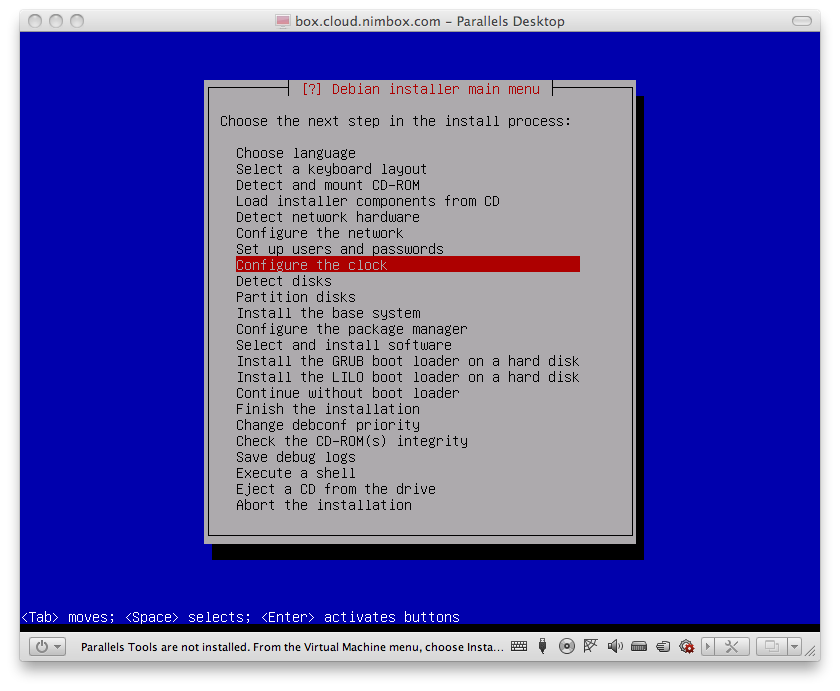 box.cloud.nimbox.com – Parallels Desktop
[?] Debian installer main menu
Choose the next step in the install process:
Choose language
Select a keyboard layout
Detect and mount CD-ROM
Load installer components from CD
Detect network hardware
Configure the network
Set up users and passwords
Configure the clock
Detect disks
Partition disks
Install the base system
Configure the package manager
Select and install software
Install the GRUB boot loader on a hard disk
Install the LILO boot loader on a hard disk
Continue without boot loader
Finish the installation
Change debconf priority
Check the CD-ROM(s) integrity
Save debug logs
Execute a shell
Eject a CD from the drive
Abort the installation
<Tab> moves; <Space> selects; <Enter> activates buttons
Parallels Tools are not installed. From the Virtual Machine menu, choose Insta...